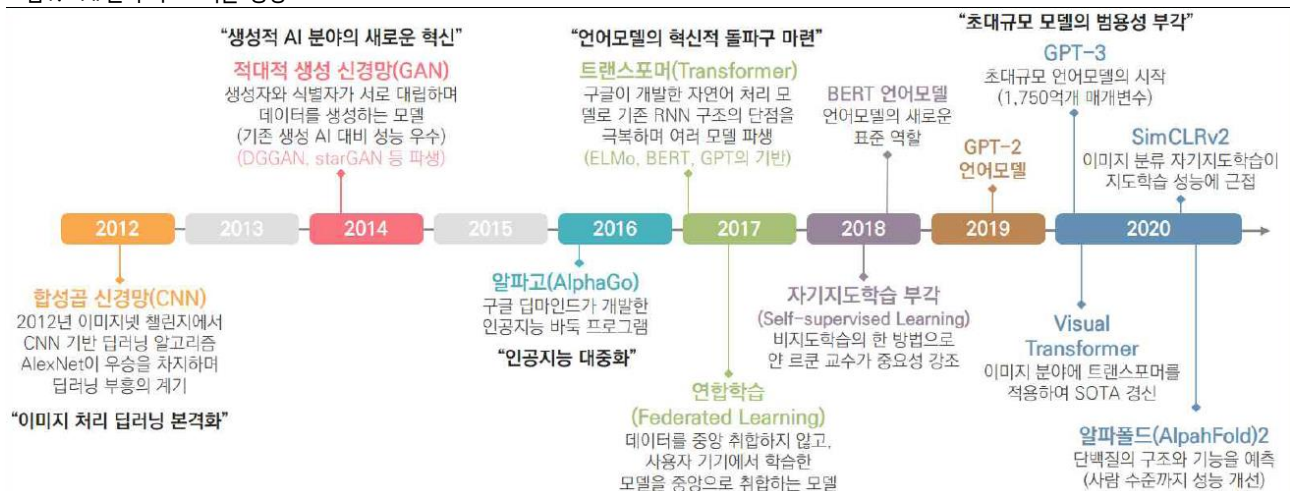 “생성적 AI 분야의 새로운 혁신”
적대적 생성 신경망(GAN)
생성자와 식별자가 서로 대립하며
데이터를 생성하는 모델
(기존 생성 AI 대비 성능 우수)
(DGGAN, starGAN 등 파생)
“언어모델의 혁신적 돌파구 마련”
트랜스포머(Transformer)
구글이 개발한 자연어 처리 모
델로 기존 RNN 구조의 단점을
극복하며 여러 모델 파생
(ELMo, BERT, GPT의 기반)
BERT 언어모델
언어모델의 새로운
표준 역할
GPT-2
언어모델
“초대규모 모델의 범용성 부각”
GPT-3
초대규모 언어모델의 시작
(1,750억개 매개변수)
SimCLRv2
이미지 분류 자기지도학습이
지도학습 성능에 근접
2012
2013
2014
2015
2016
2017
2018
2019
2020
합성곱 신경망(CNN)
2012년 이미지넷 챌린지에서
CNN 기반 딥러닝 알고리즘
AlexNet이 우승을 차지하며
딥러닝 부흥의 계기
“이미지 처리 딥러닝 본격화”
알파고(AlphaGo)
구글 딥마인드가 개발한
인공지능 바둑 프로그램
“인공지능 대중화”
연합학습
(Federated Learning)
데이터를 중앙 취합하지 않고,
사용자 기기에서 학습한
모델을 중앙으로 취합하는 모델
자기지도학습 부각
(Self-supervised Learning)
비지도학습의 한 방법으로
얀 르쿤 교수가 중요성 강조
Visual
Transformer
이미지 분야에 트랜스포머를
적용하여 SOTA 경신
알파폴드(AlpahFold)2
단백질의 구조와 기능을 예측
(사람 수준까지 성능 개선)